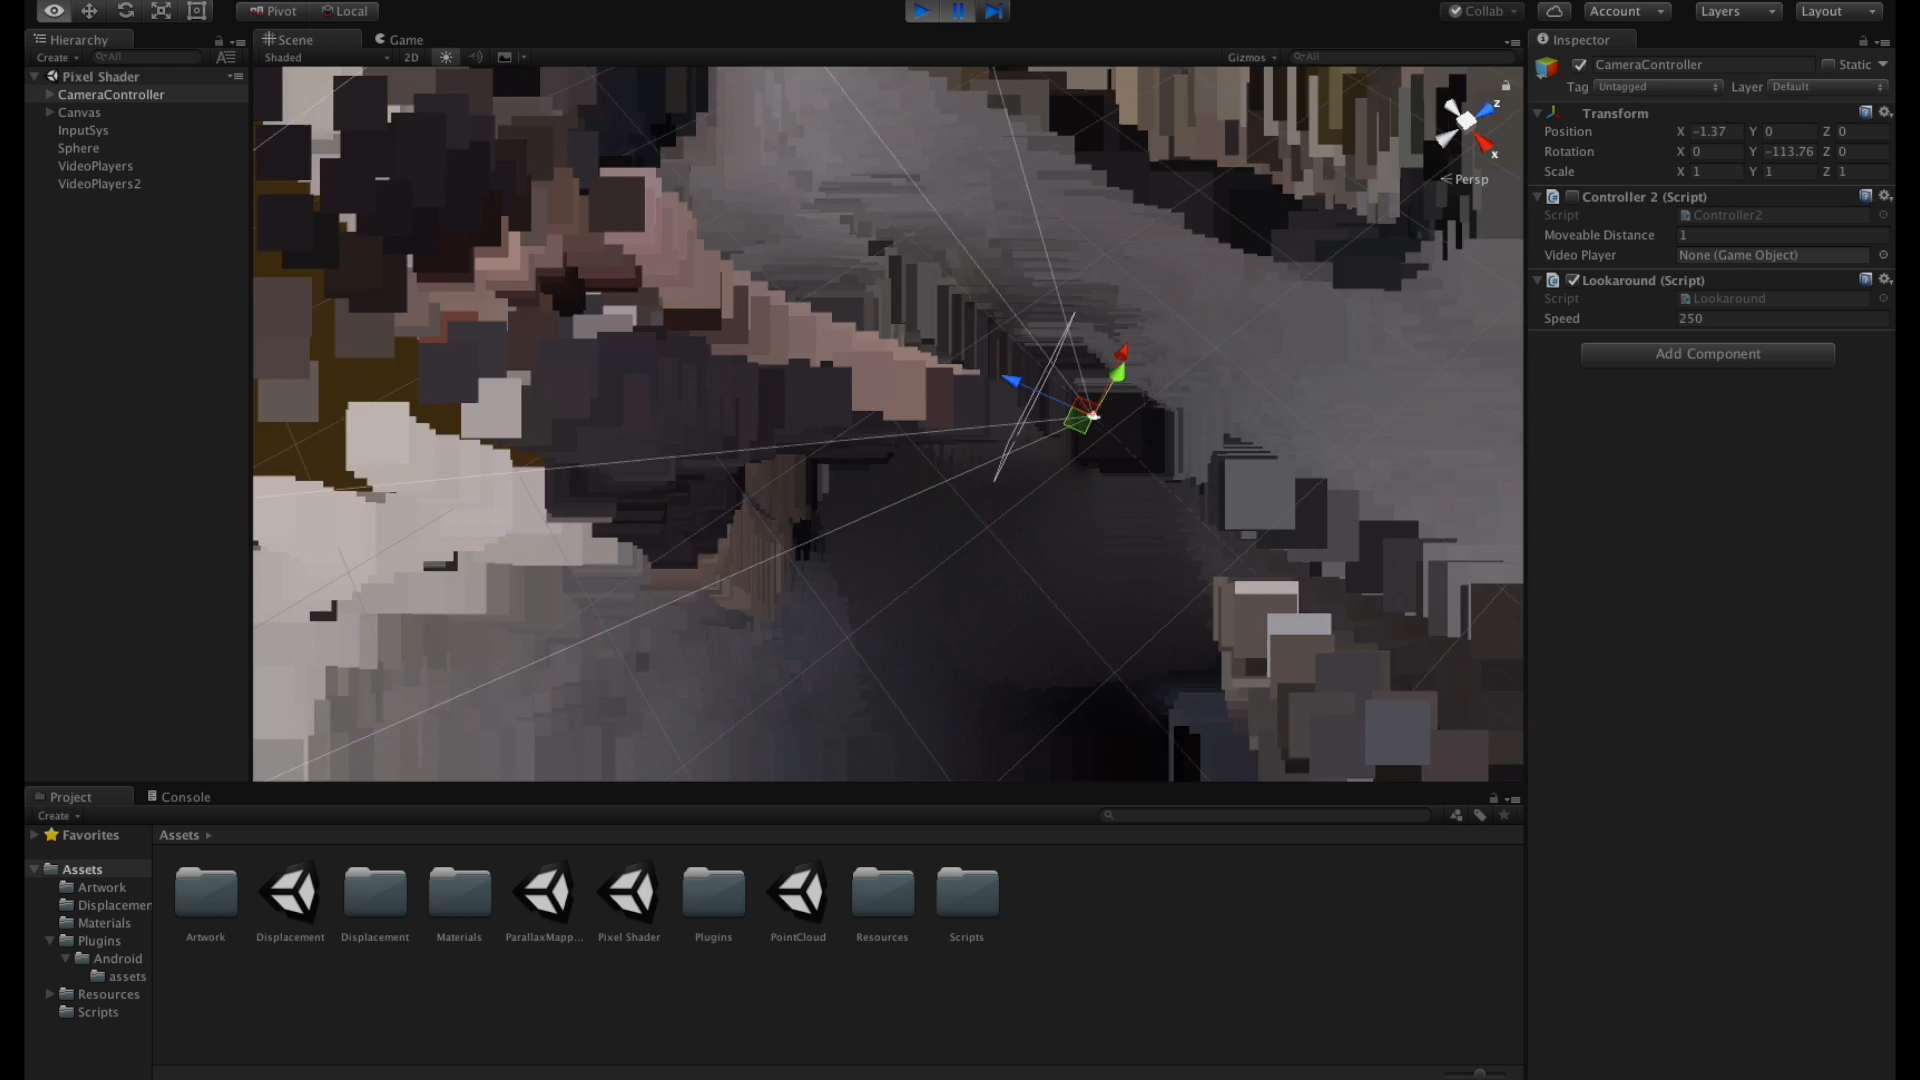 Pivot Local Collab Account Layers Layout
Hierarchy
Create All
Pixel Shader
CameraController
Canvas
InputSys
Sphere
VideoPlayers
VideoPlayers2
Scene Game
Shaded 2D Gizmos All
z
x
Persp
Inspector
CameraController Static
Tag Untagged Layer Default
Transform
Position X -1.37 Y 0 Z 0
Rotation X 0 Y -113.76 Z 0
Scale X 1 Y 1 Z 1
Controller 2 (Script)
Script Controller2
Moveable Distance 1
Video Player None (Game Object)
Lookaround (Script)
Script Lookaround
Speed 250
Add Component
Project Console
Create
Favorites
Assets
Artwork
Displacemen
Materials
Plugins
Android
assets
Resources
Scripts
Assets
Artwork Displacement Displacement Materials ParallaxMapp... Pixel Shader Plugins PointCloud Resources Scripts